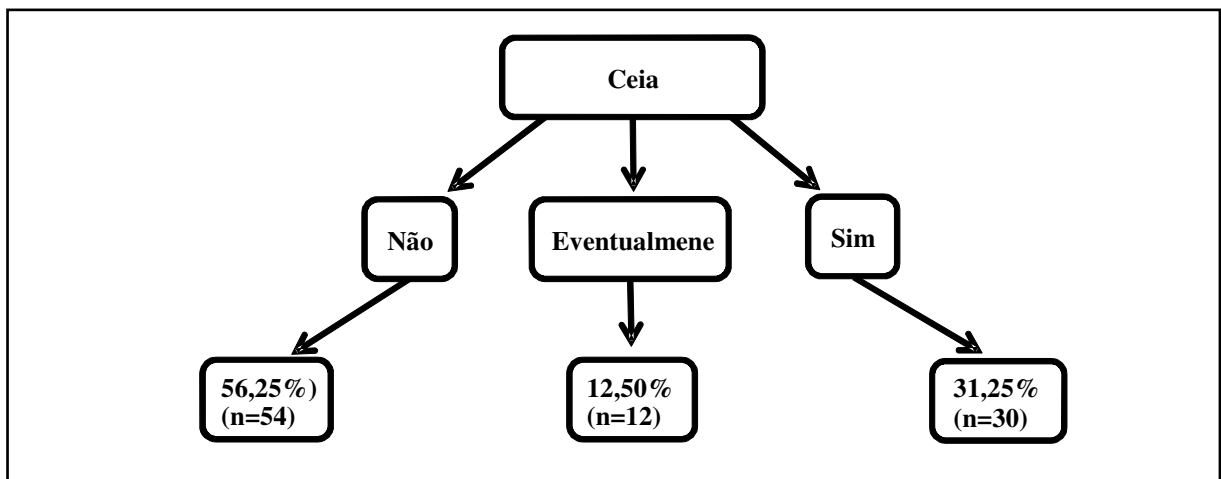 Ceia
Não
Eventualmene
Sim
56,25%)
(n=54)
12,50%
(n=12)
31,25%
(n=30)